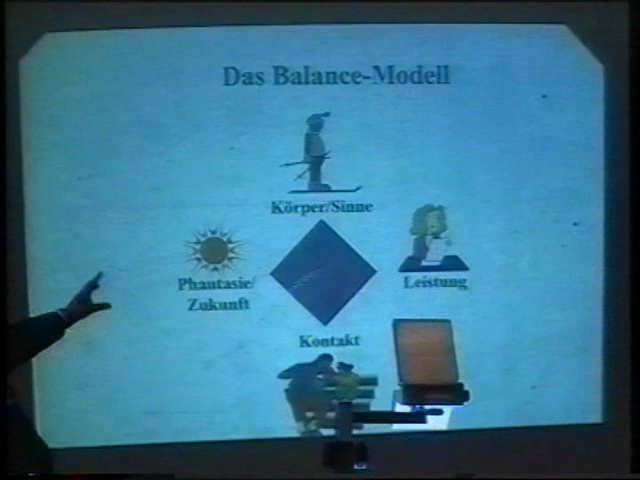 Das Balance-Modell
Körper/Sinne
Phantasie/
Zukunft
Leistung
Kontakt